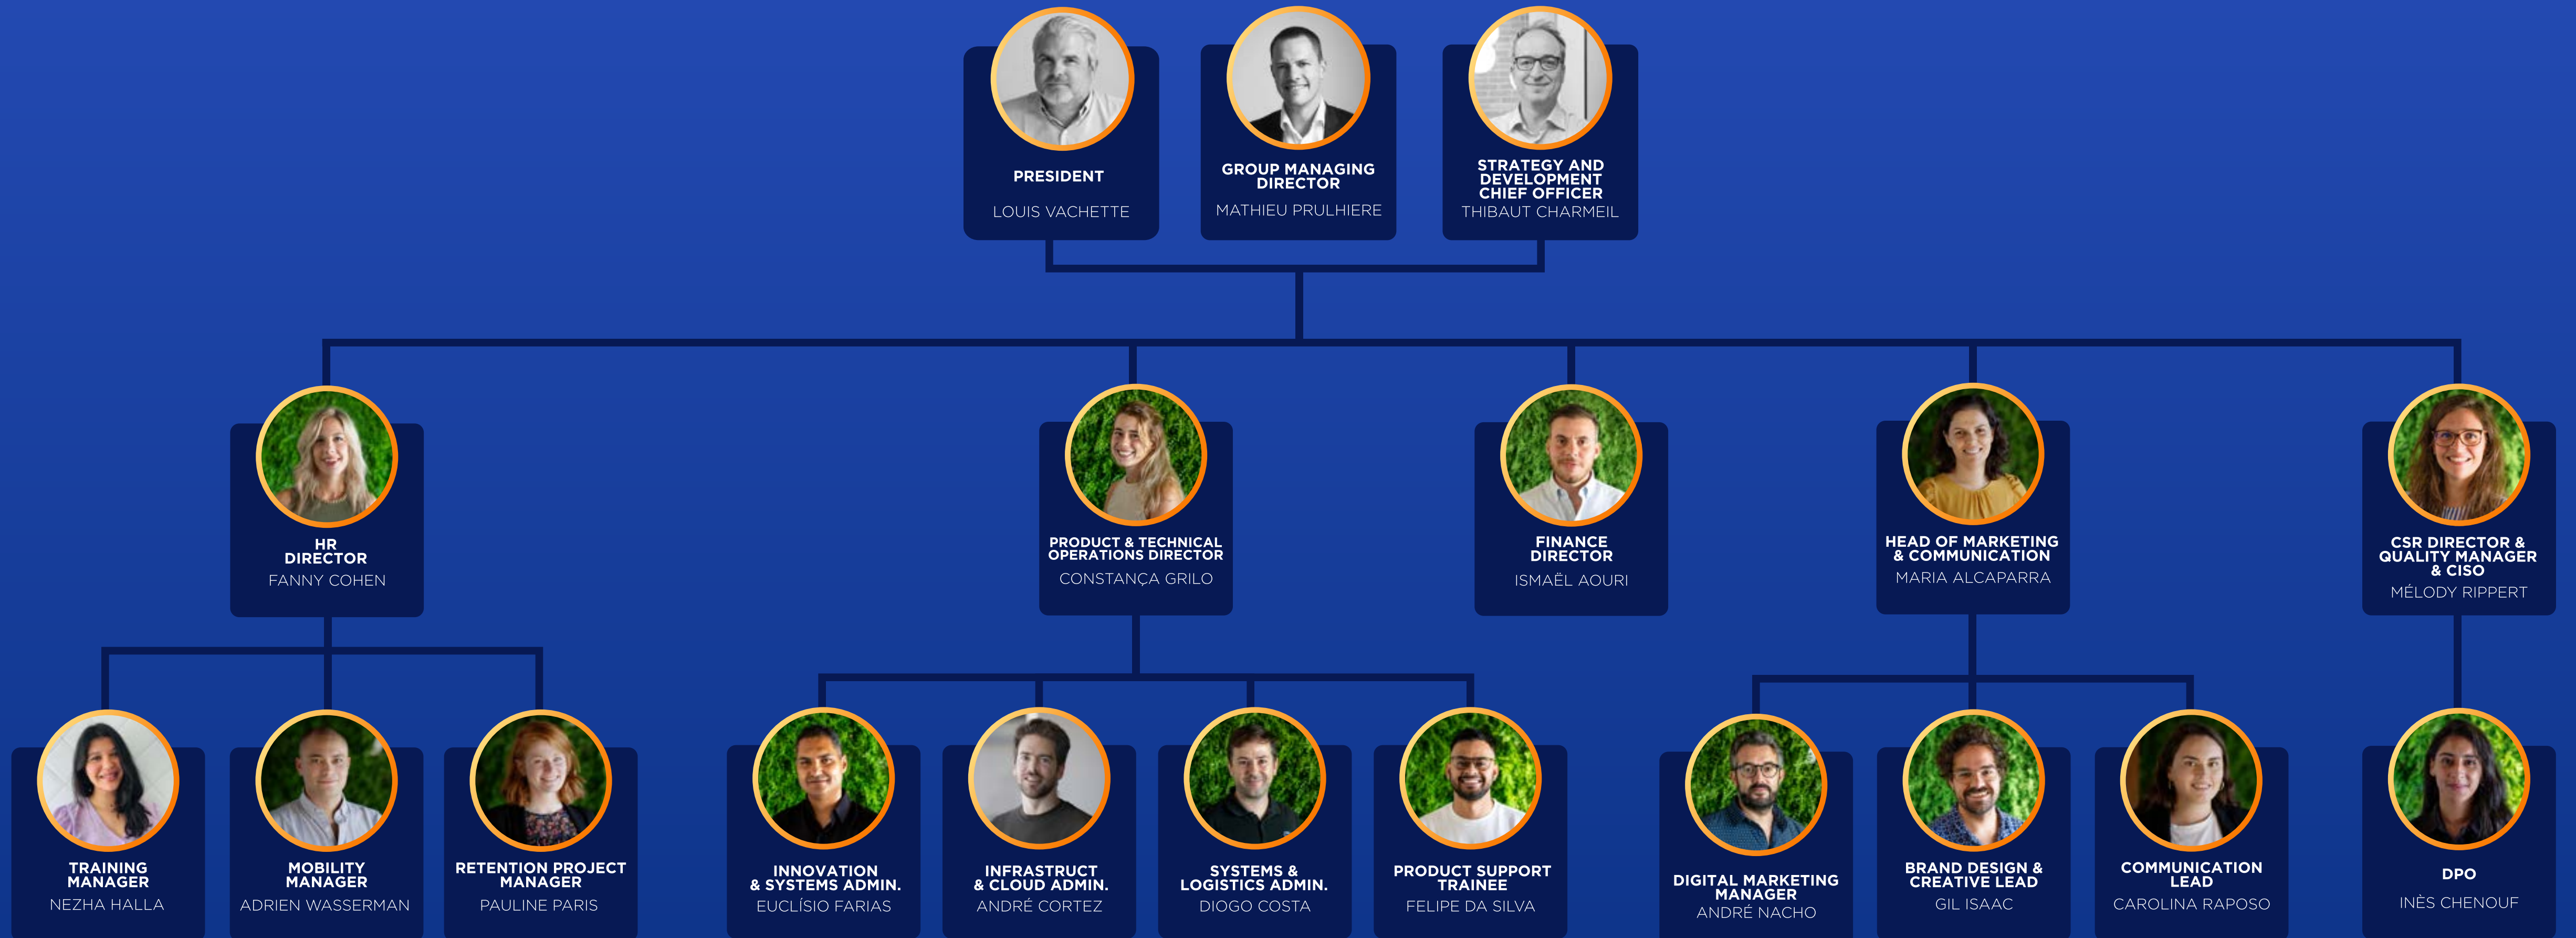 PRESIDENT
LOUIS VACHETTE
GROUP MANAGING
DIRECTOR
MATHIEU PRULHIERE
STRATEGY AND
DEVELOPMENT
CHIEF OFFICER
THIBAUT CHARMEIL
HR
DIRECTOR
FANNY COHEN
PRODUCT & TECHNICAL
OPERATIONS DIRECTOR
CONSTANÇA GRILO
FINANCE
DIRECTOR
ISMAËL AOURI
HEAD OF MARKETING
& COMMUNICATION
MARIA ALCAPARRA
CSR DIRECTOR &
QUALITY MANAGER
& CISO
MÉLODY RIPPERT
TRAINING
MANAGER
NEZHA HALLA
MOBILITY
MANAGER
ADRIEN WASSERMAN
RETENTION PROJECT
MANAGER
PAULINE PARIS
INNOVATION
& SYSTEMS ADMIN.
EUCLÍSIO FARIAS
INFRASTRUCT
& CLOUD ADMIN.
ANDRÉ CORTEZ
SYSTEMS &
LOGISTICS ADMIN.
DIOGO COSTA
PRODUCT SUPPORT
TRAINEE
FELIPE DA SILVA
DIGITAL MARKETING
MANAGER
ANDRÉ NACHO
BRAND DESIGN &
CREATIVE LEAD
GIL ISAAC
COMMUNICATION
LEAD
CAROLINA RAPOSO
DPO
INÈS CHENOUF